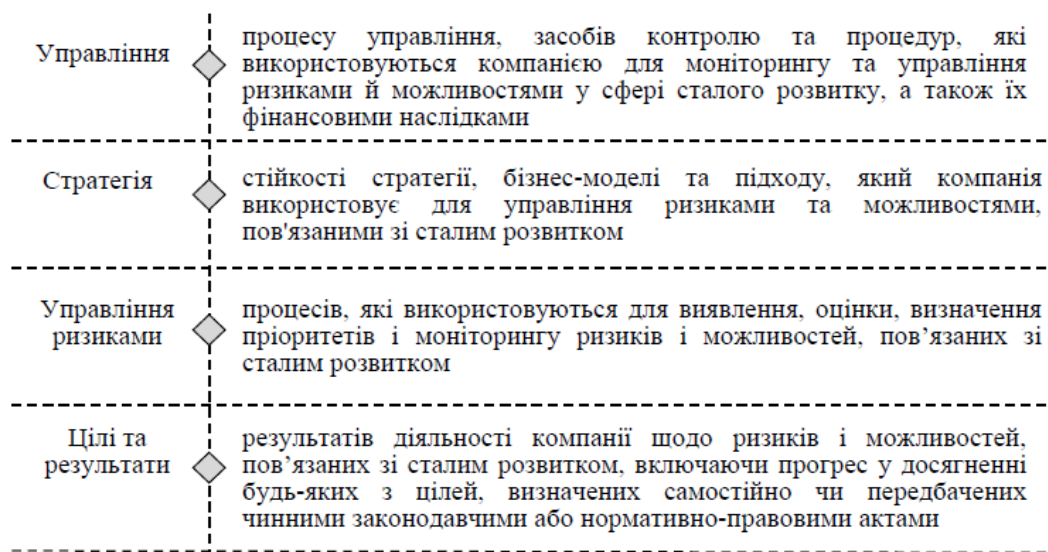 Управління
процесу управління, засобів контролю та процедур, які
використовуються компанією для моніторингу та управління
ризиками й можливостями у сфері сталого розвитку, а також їх
фінансовими наслідками
Стратегія
стійкості стратегії, бізнес-моделі та підходу, який компанія
використовує для управління ризиками та можливостями,
пов'язаними зі сталим розвитком
Управління
ризиками
процесів, які використовуються для виявлення, оцінки, визначення
пріоритетів і моніторингу ризиків і можливостей, пов’язаних зі
сталим розвитком
Цілі та
результати
результатів діяльності компанії щодо ризиків і можливостей,
пов’язаних зі сталим розвитком, включаючи прогрес у досягненні
будь-яких з цілей, визначених самостійно чи передбачених
чинними законодавчими або нормативно-правовими актами